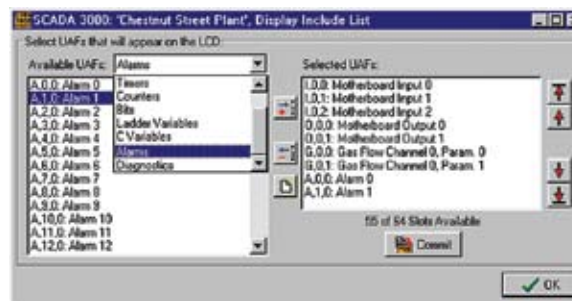 SCADA 3000: 'Chestnut Street Plant', Display Include List
Select UAFs that will appear on the LCD:
Available UAFs: Alarms
A,0,0: Alarm 0
A,1,0: Alarm 1
A,2,0: Alarm 2
A,3,0: Alarm 3
A,4,0: Alarm 4
A,5,0: Alarm 5
A,6,0: Alarm 6
A,7,0: Alarm 7
A,8,0: Alarm 8
A,9,0: Alarm 9
A,10,0: Alarm 10
A,11,0: Alarm 11
A,12,0: Alarm 12
Timers
Counters
Bits
Ladder Variables
C Variables
Alarms
Diagnostics
Selected UAFs:
I,0,0: Motherboard Input 0
I,0,1: Motherboard Input 1
I,0,2: Motherboard Input 2
O,0,0: Motherboard Output 0
O,0,1: Motherboard Output 1
G,0,0: Gas Flow Channel 0, Param. 0
G,0,1: Gas Flow Channel 0, Param. 1
A,0,0: Alarm 0
A,1,0: Alarm 1
55 of 64 Slots Available
Commit
OK